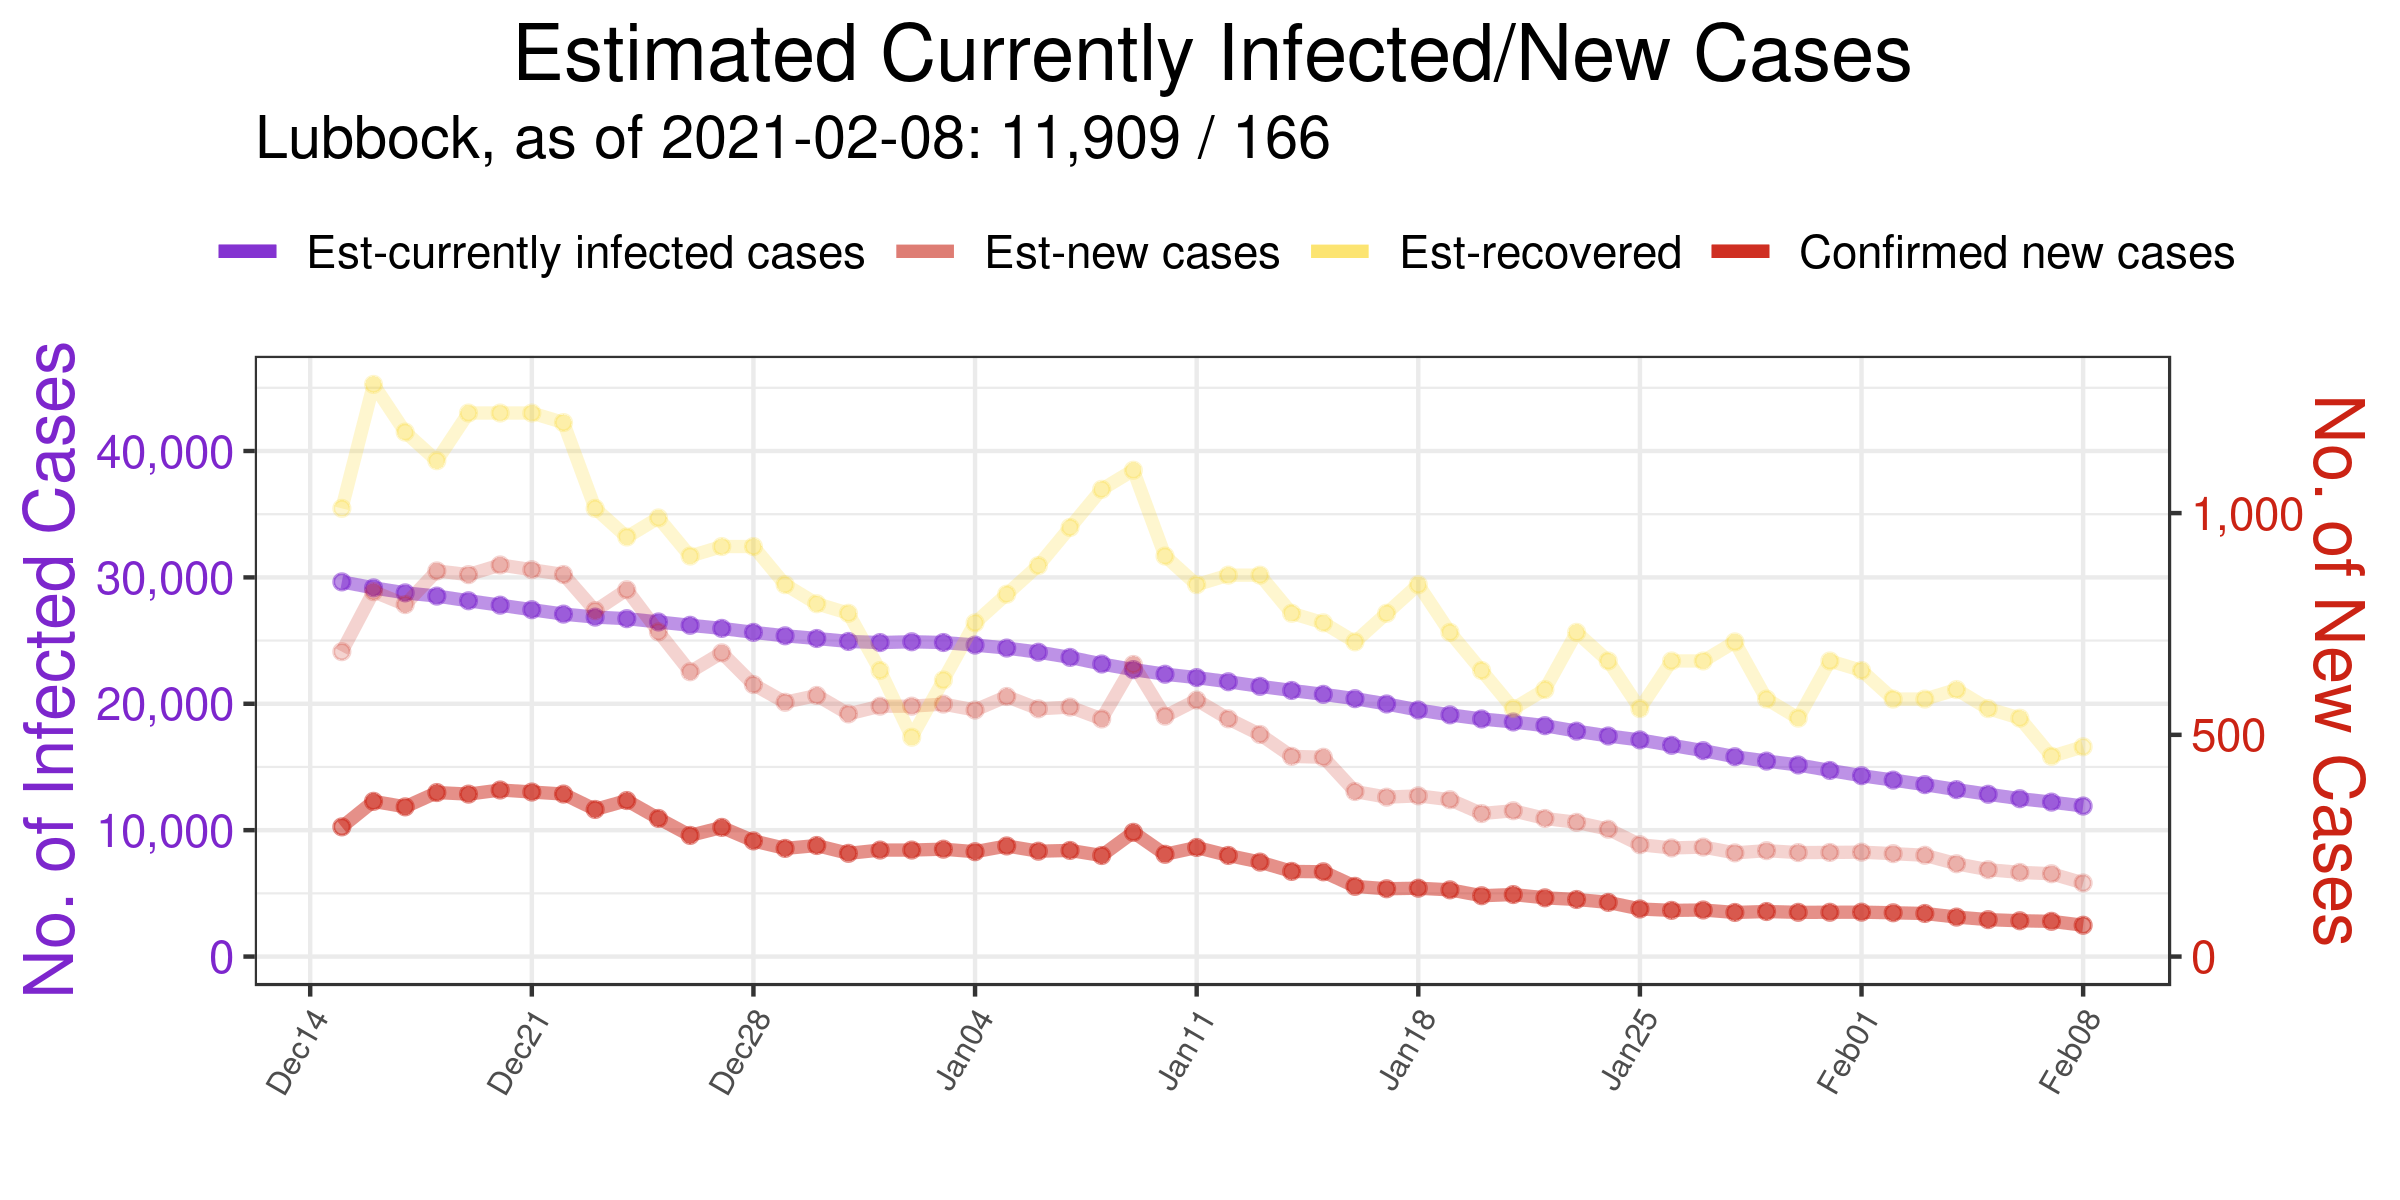 Estimated Currently Infected/New Cases
Lubbock, as of 2021-02-08: 11,909 / 166
Est-currently infected cases Est-new cases Est-recovered Confirmed new cases
No. of Infected Cases
40,000
30,000
20,000
10,000
0
1,000
500
0
No. of New Cases
Dec14 Dec21 Dec28 Jan04 Jan11 Jan18 Jan25 Feb01 Feb08